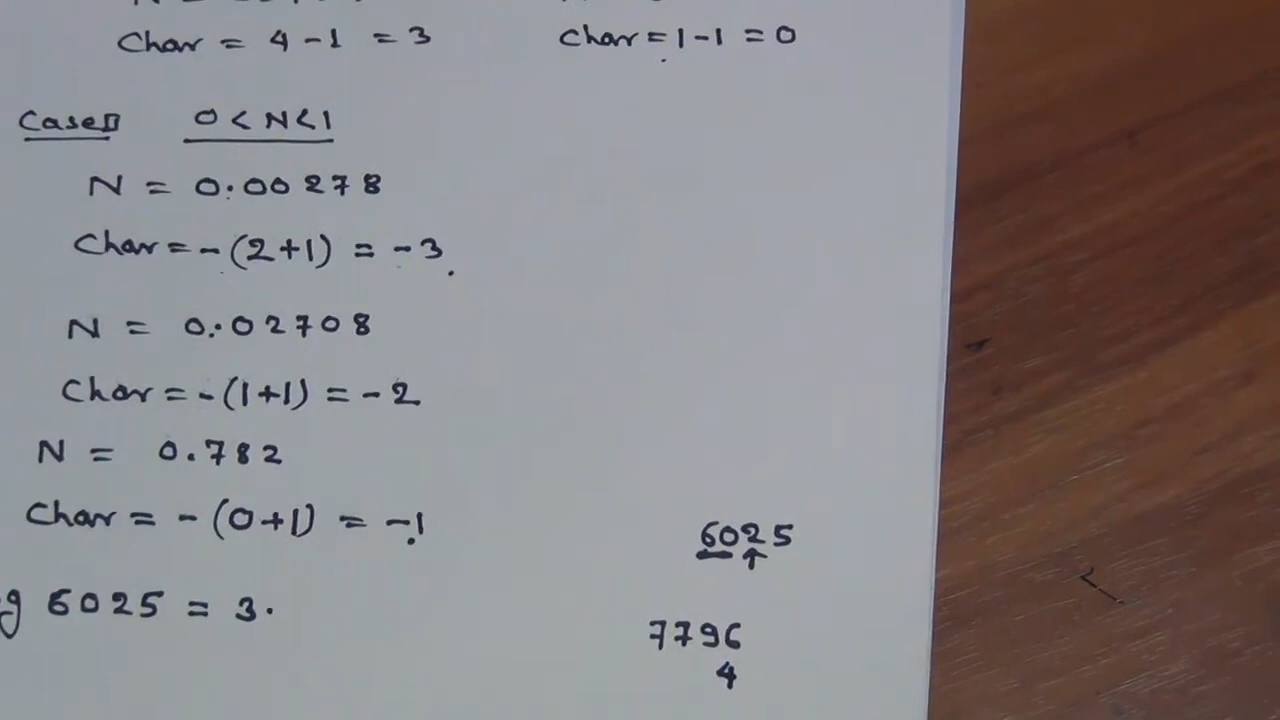 Char = 4 - 1 = 3
Char = 1 - 1 = 0
Case II 0 < N < 1
N = 0.00278
Char = - (2 + 1) = - 3
N = 0.02708
Char = - (1 + 1) = - 2
N = 0.782
Char = - (0 + 1) = - 1
6025
g 6025 = 3.
7796
4